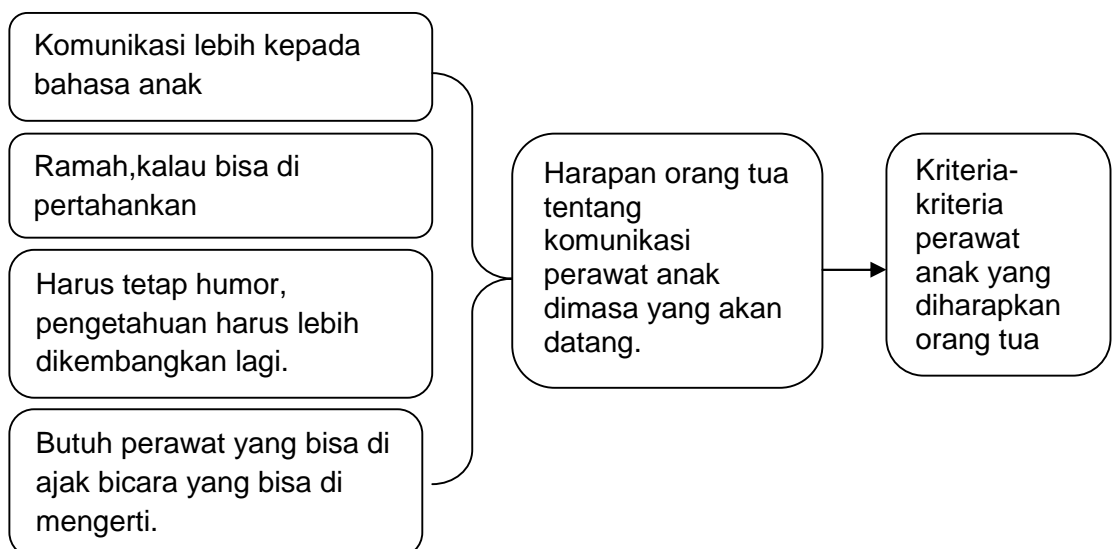 Komunikasi lebih kepada
bahasa anak
Ramah,kalau bisa di
pertahankan
Harus tetap humor,
pengetahuan harus lebih
dikembangkan lagi.
Butuh perawat yang bisa di
ajak bicara yang bisa di
mengerti.
Harapan orang tua
tentang
komunikasi
perawat anak
dimasa yang akan
datang.
Kriteria-
kriteria
perawat
anak yang
diharapkan
orang tua